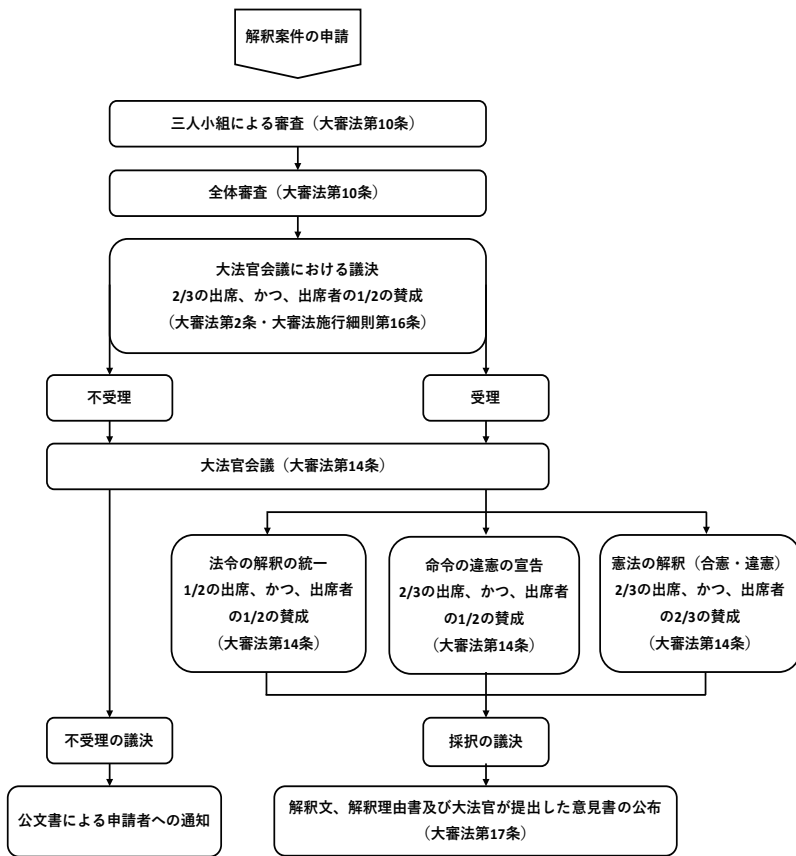 解釈案件の申請
三人小組による審査（大審法第10条）
全体審査（大審法第10条）
大法官会議における議決
2/3の出席、かつ、出席者の1/2の賛成
（大審法第2条・大審法施行細則第16条）
不受理
受理
大法官会議（大審法第14条）
法令の解釈の統一
1/2の出席、かつ、出席者
の1/2の賛成
（大審法第14条）
命令の違憲の宣告
2/3の出席、かつ、出席者
の1/2の賛成
（大審法第14条）
憲法の解釈（合憲・違憲）
2/3の出席、かつ、出席者
の2/3の賛成
（大審法第14条）
不受理の議決
採択の議決
公文書による申請者への通知
解釈文、解釈理由書及び大法官が提出した意見書の公布
（大審法第17条）